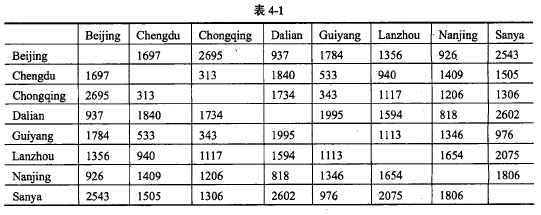 表 4-1
Beijing Chengdu Chongqing Dalian Guiyang Lanzhou Nanjing Sanya
Beijing 1697 2695 937 1784 1356 926 2543
Chengdu 1697 313 1840 533 940 1409 1505
Chongqing 2695 313 1734 343 1117 1206 1306
Dalian 937 1840 1734 1995 1594 818 2602
Guiyang 1784 533 343 1995 1113 1346 976
Lanzhou 1356 940 1117 1594 1113 1654 2075
Nanjing 926 1409 1206 818 1346 1654 1806
Sanya 2543 1505 1306 2602 976 2075 1806